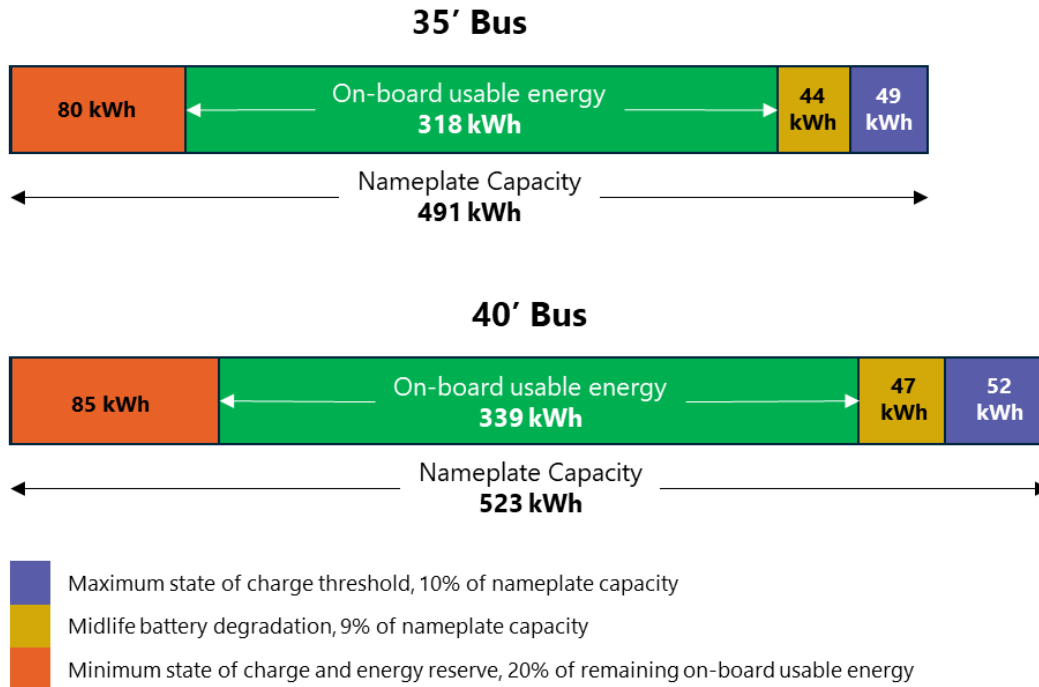 35’ Bus
80 kWh
On-board usable energy
318 kWh
44
kWh
49
kWh
Nameplate Capacity
491 kWh
40’ Bus
85 kWh
On-board usable energy
339 kWh
47
kWh
52
kWh
Nameplate Capacity
523 kWh
Maximum state of charge threshold, 10% of nameplate capacity
Midlife battery degradation, 9% of nameplate capacity
Minimum state of charge and energy reserve, 20% of remaining on-board usable energy